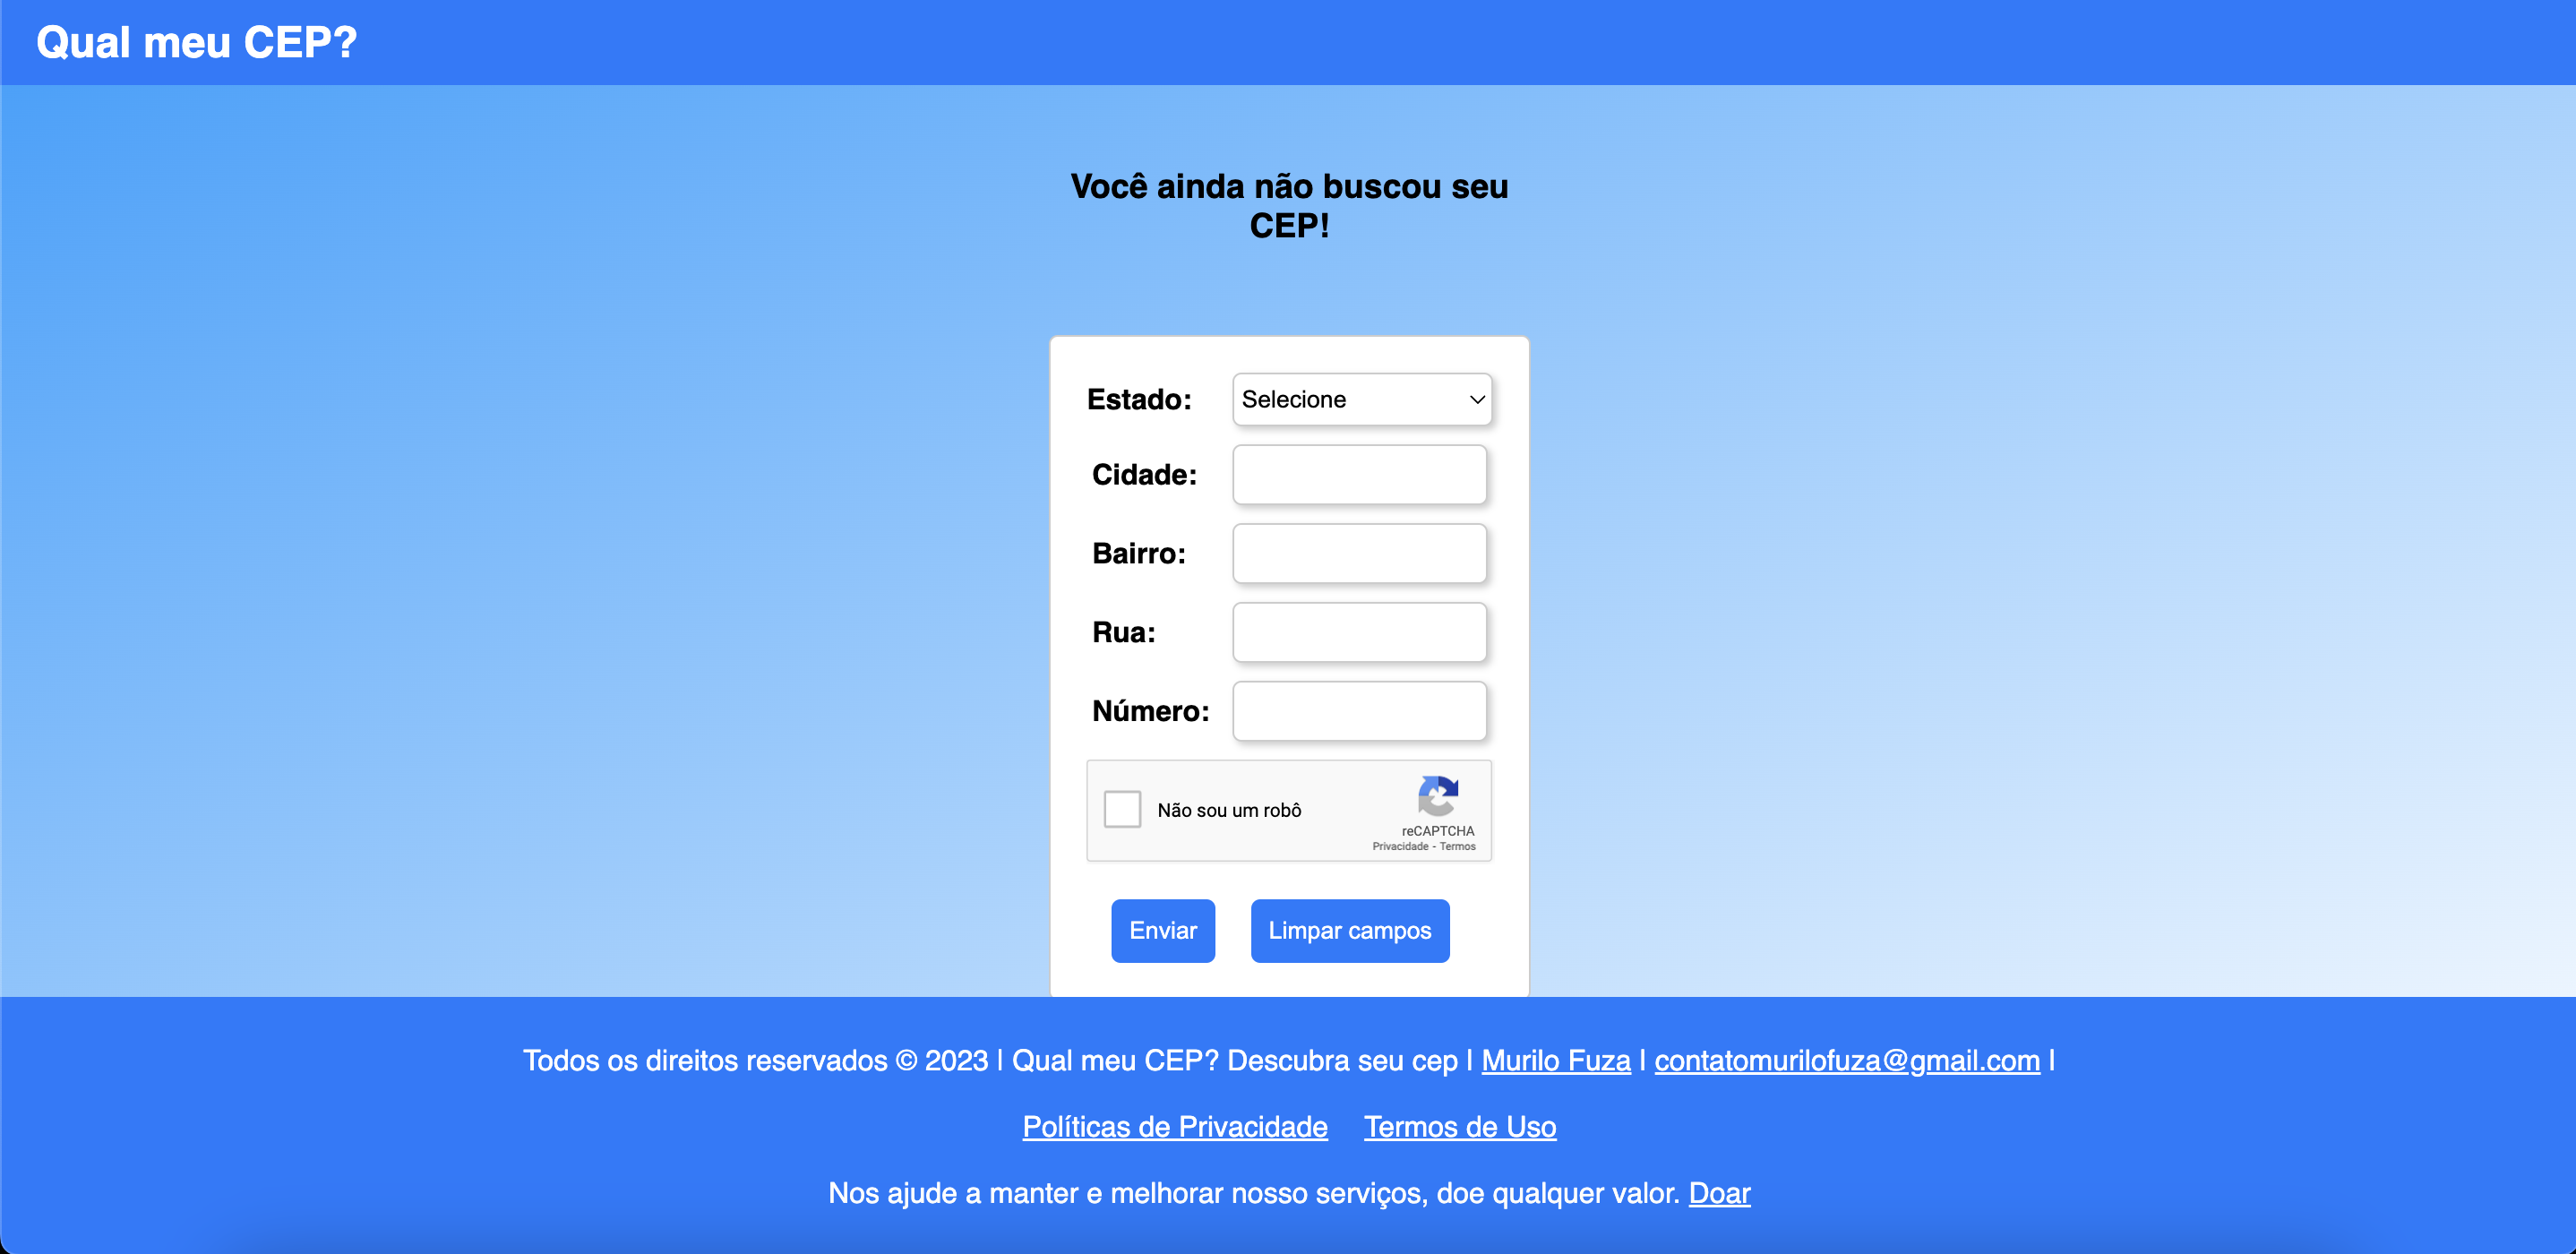 Qual meu CEP?
Você ainda não buscou seu
CEP!
Estado: Selecione
Cidade:
Bairro:
Rua:
Número:
Não sou um robô
reCAPTCHA
Privacidade - Termos
Enviar Limpar campos
Todos os direitos reservados © 2023 | Qual meu CEP? Descubra seu cep | Murilo Fuza | contatomurilofuza@gmail.com |
Políticas de Privacidade Termos de Uso
Nos ajude a manter e melhorar nosso serviços, doe qualquer valor. Doar